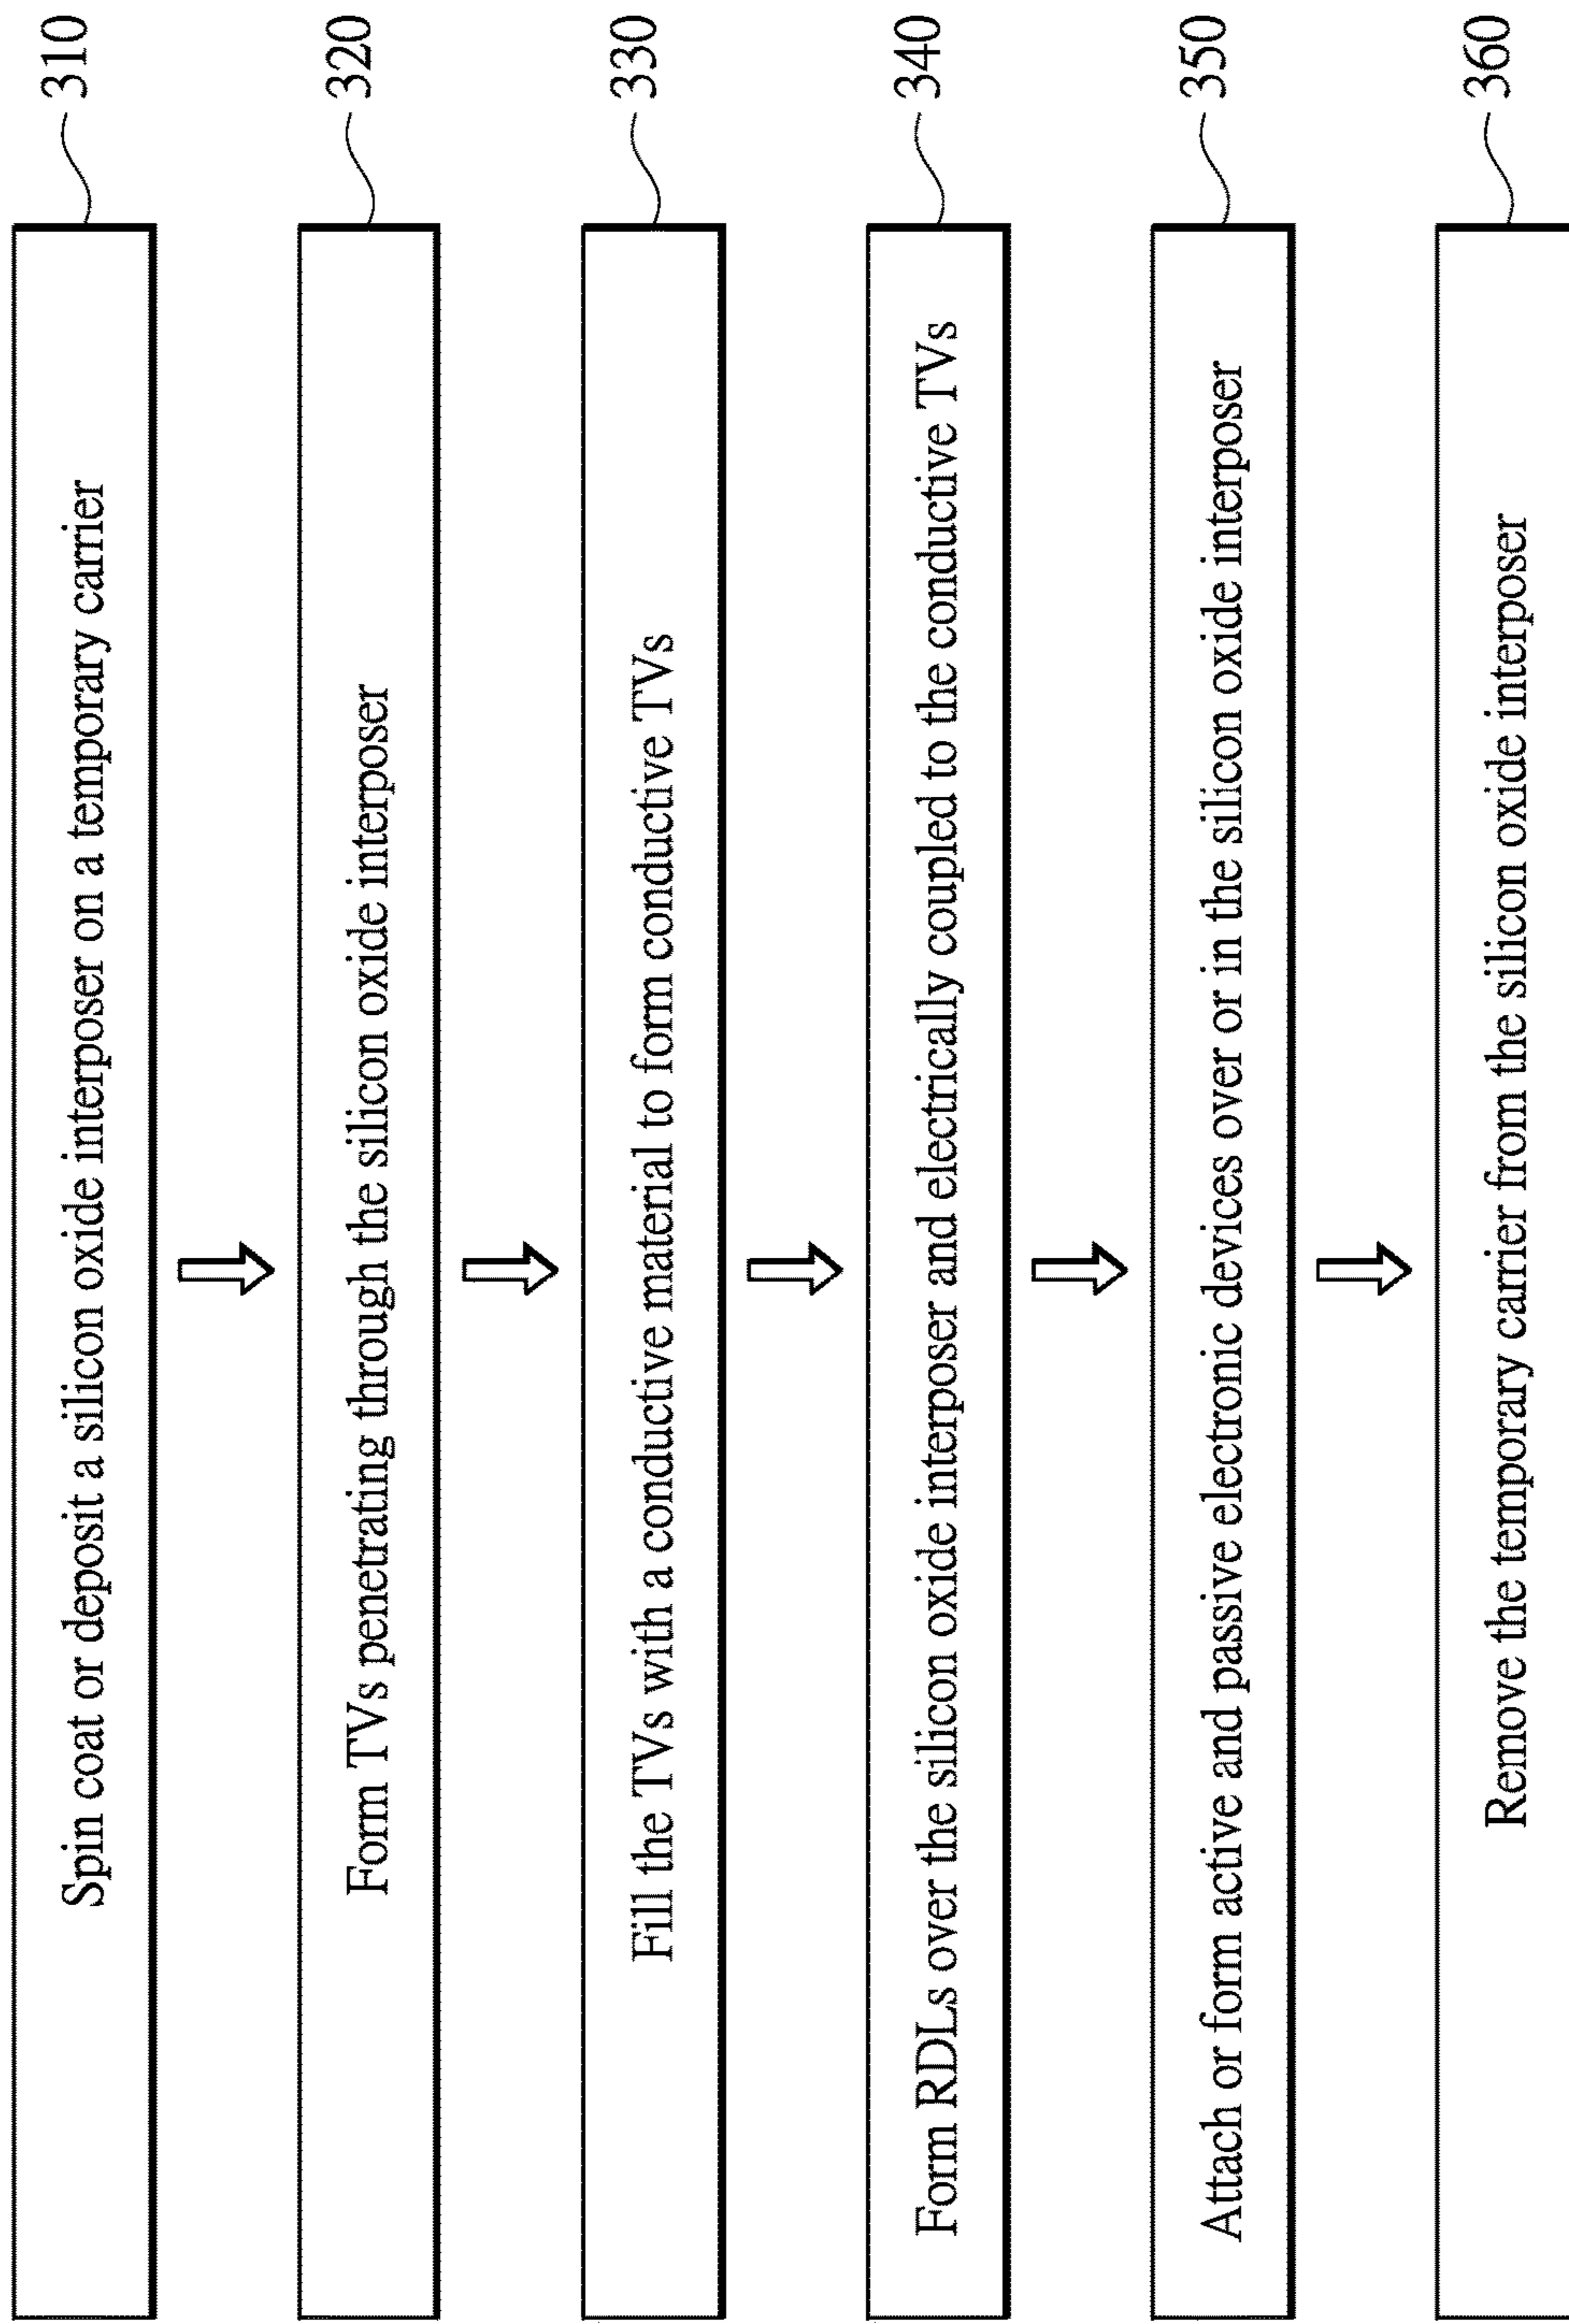 Spin coat or deposit a silicon oxide interposer on a temporary carrier
310
Form TVs penetrating through the silicon oxide interposer
320
Fill the TVs with a conductive material to form conductive TVs
330
Form RDLs over the silicon oxide interposer and electrically coupled to the conductive TVs
340
Attach or form active and passive electronic devices over or in the silicon oxide interposer
350
Remove the temporary carrier from the silicon oxide interposer
360